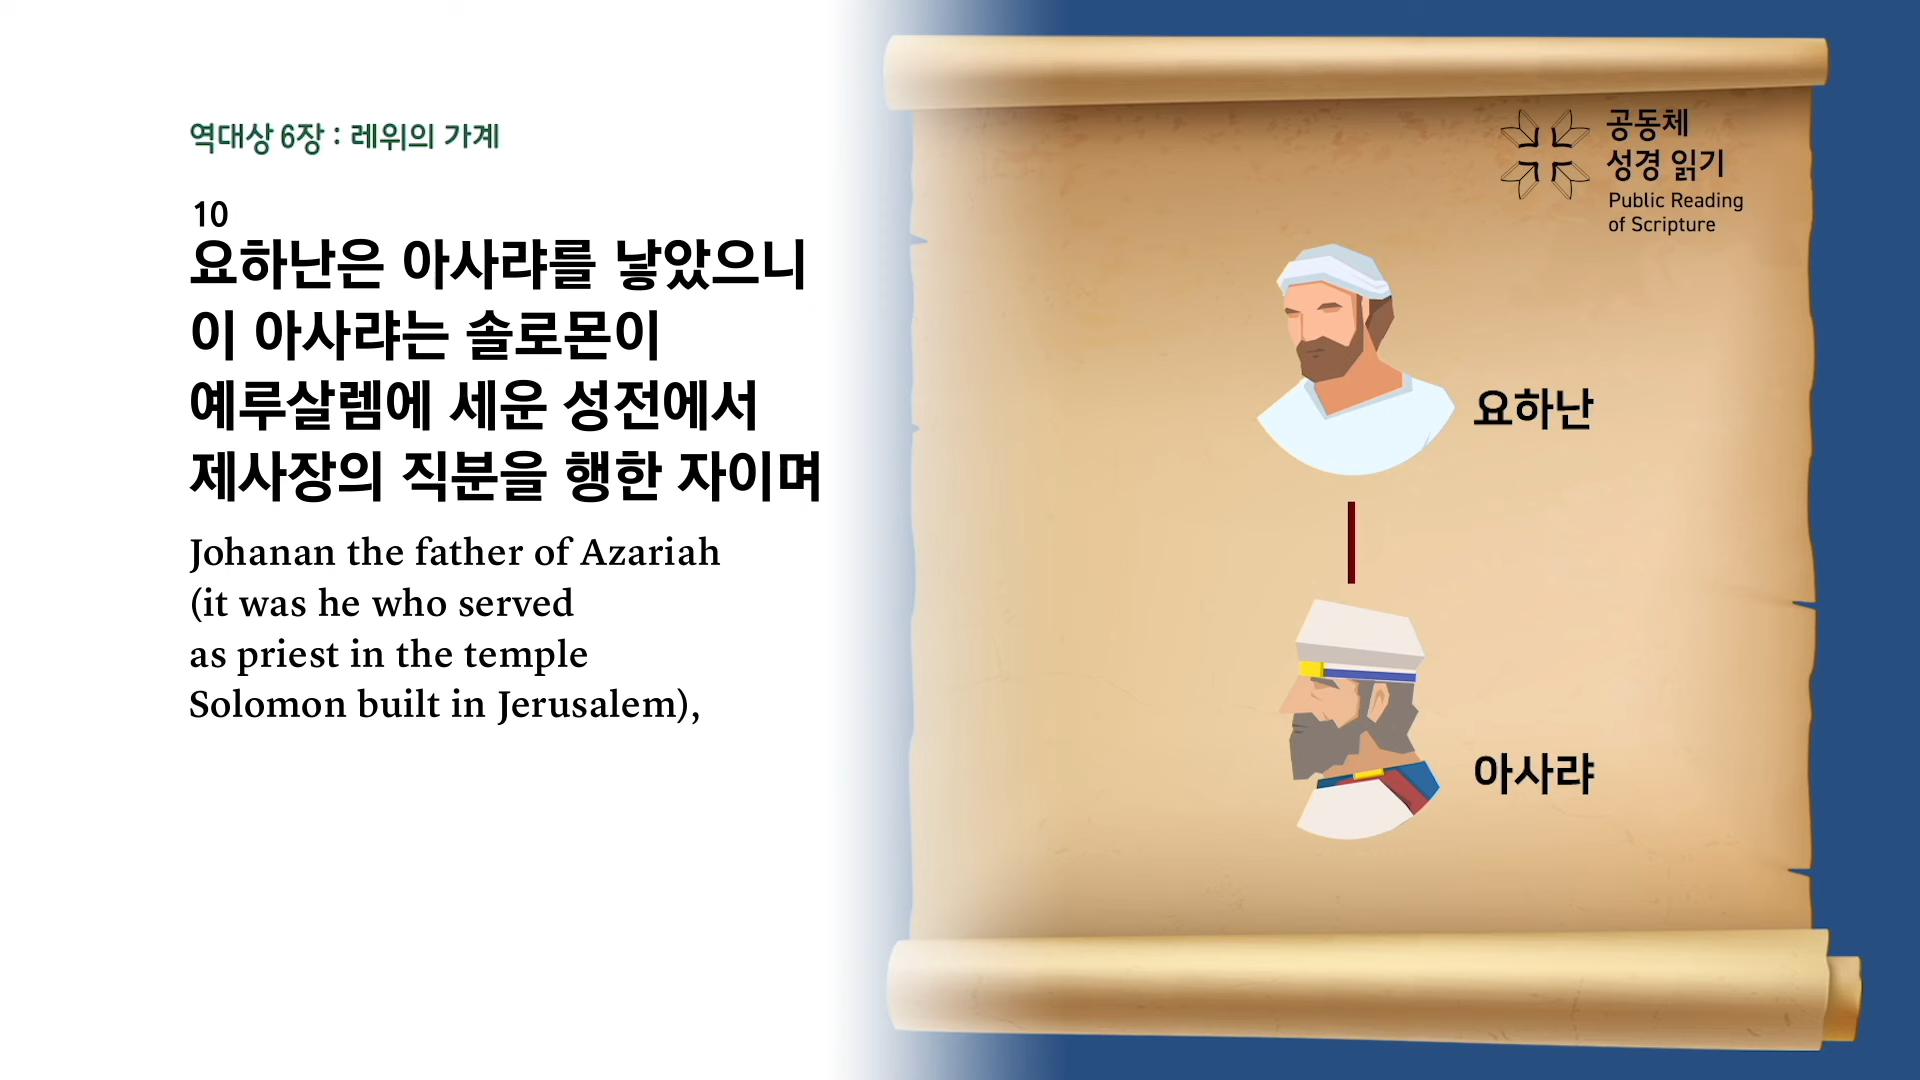 역대상 6장 : 레위의 가계
10
요하난은 아사랴를 낳았으니
이 아사랴는 솔로몬이
예루살렘에 세운 성전에서
제사장의 직분을 행한 자이며
Johanan the father of Azariah
(it was he who served
as priest in the temple
Solomon built in Jerusalem),
공동체
성경 읽기
Public Reading
of Scripture
요하난
아사랴